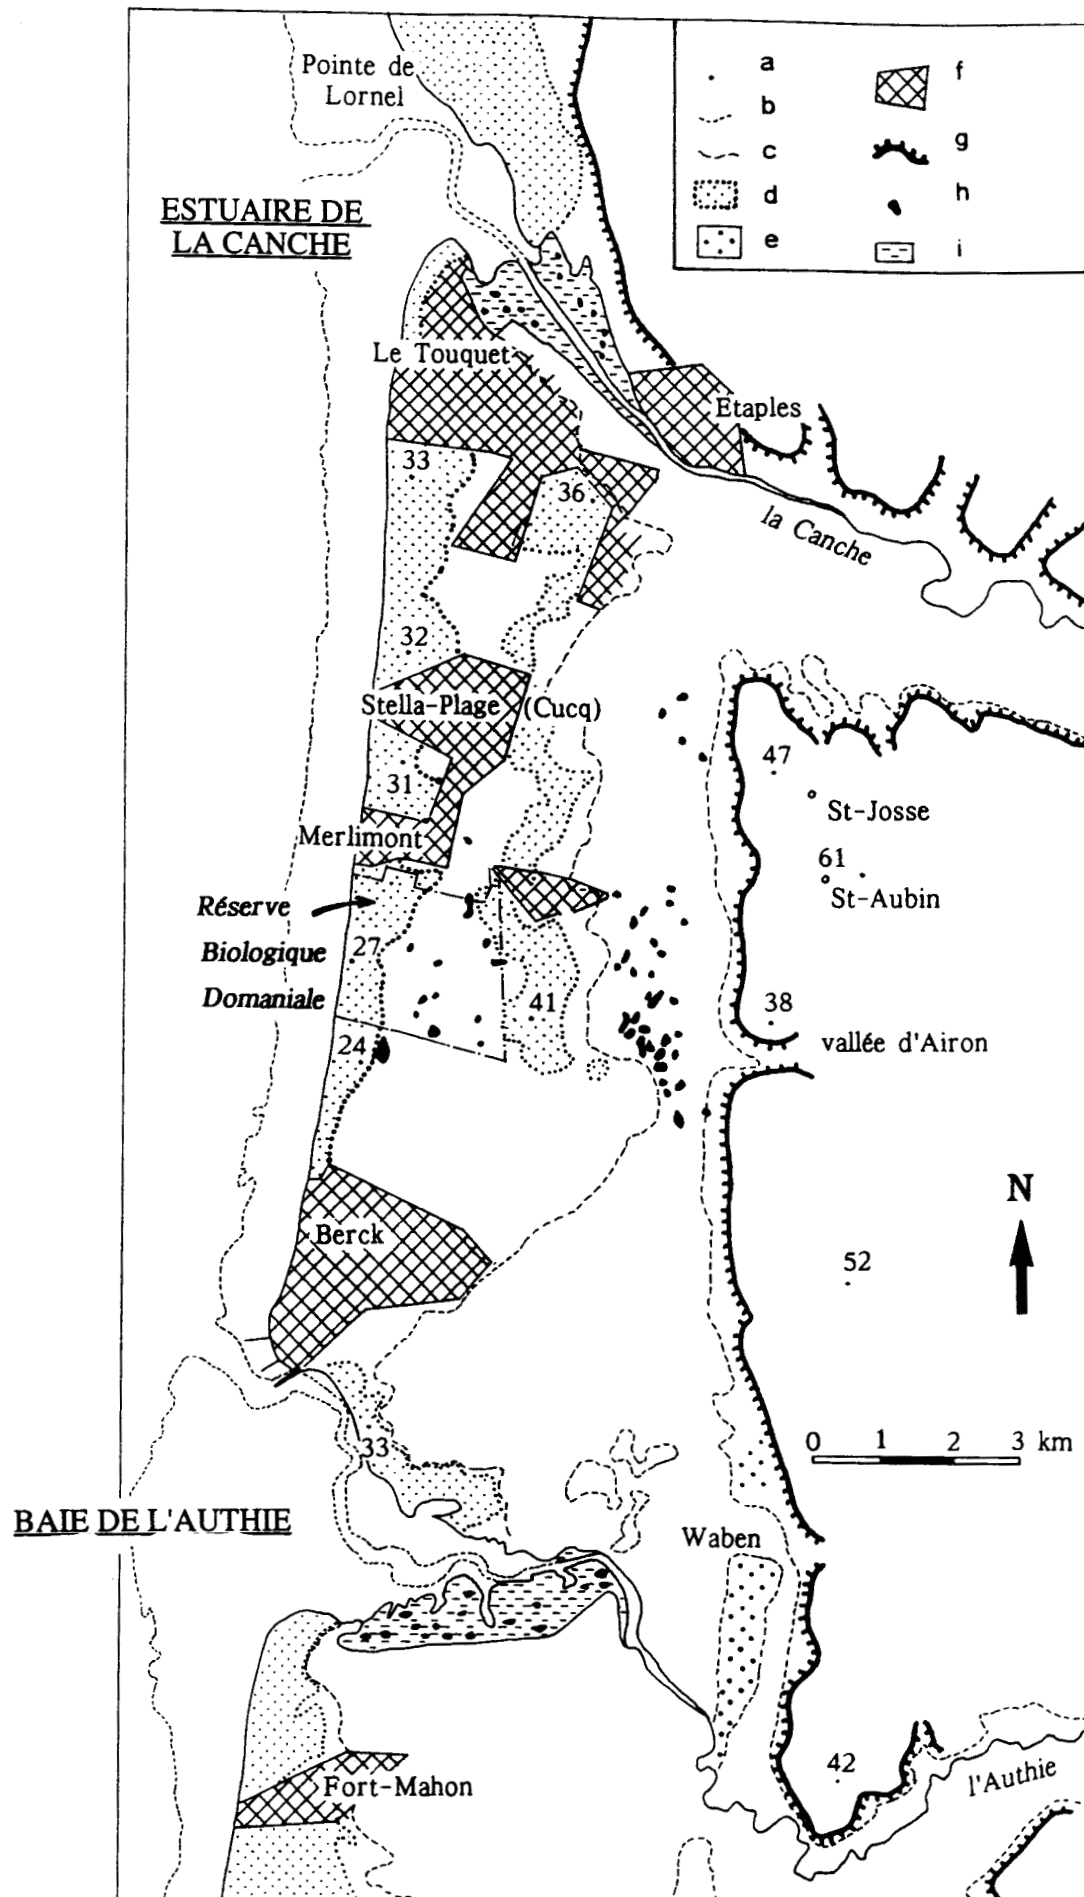 Pointe de
Lornel
a
b
c
d
e
f
g
h
i
ESTUAIRE DE
LA CANCHE
Le Touquet
Etaples
33
36
la Canche
32
Stella-Plage (Cucq)
47
31
St-Josse
Merlimont
61
St-Aubin
Réserve
Biologique
Domaniale
27
41
38
24
vallée d'Airon
N
Berck
52
33
0 1 2 3 km
BAIE DE L'AUTHIE
Waben
42
l'Authie
Fort-Mahon